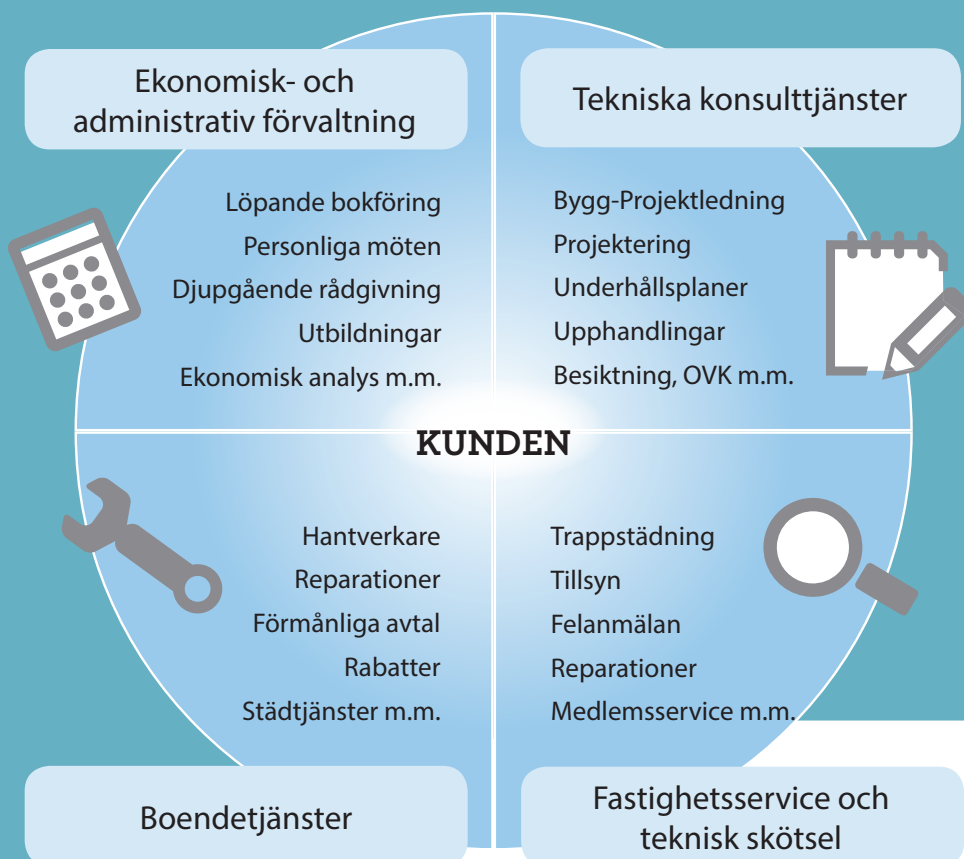 Ekonomisk- och
administrativ förvaltning
Löpande bokföring
Personliga möten
Djupgående rådgivning
Utbildningar
Ekonomisk analys m.m.
Tekniska konsulttjänster
Bygg-Projektledning
Projektering
Underhållsplaner
Upphandlingar
Besiktning, OVK m.m.
KUNDEN
Hantverkare
Reparationer
Förmånliga avtal
Rabatter
Städtjänster m.m.
Boendetjänster
Trappstädning
Tillsyn
Felanmälan
Reparationer
Medlemsservice m.m.
Fastighetsservice och
teknisk skötsel